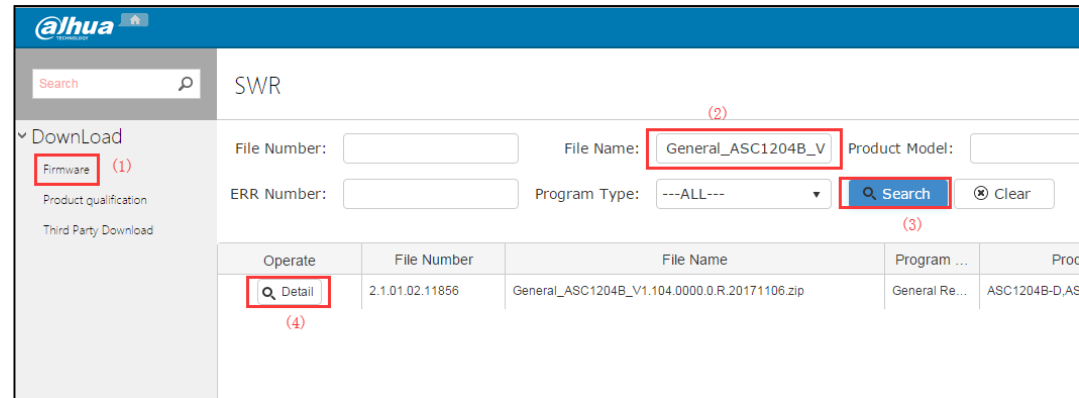 alhua
TECHNOLOGY
Search
SWR
(2)
DownLoad
File Number:
File Name:
General_ASC1204B_V
Product Model:
Firmware
(1)
Product qualification
ERR Number:
Program Type:
---ALL---
Search
Clear
Third Party Download
(3)
Operate
File Number
File Name
Program ...
Proc
Detail
2.1.01.02.11856
General_ASC1204B_V1.104.0000.0.R.20171106.zip
General Re...
ASC1204B-D,AS
(4)